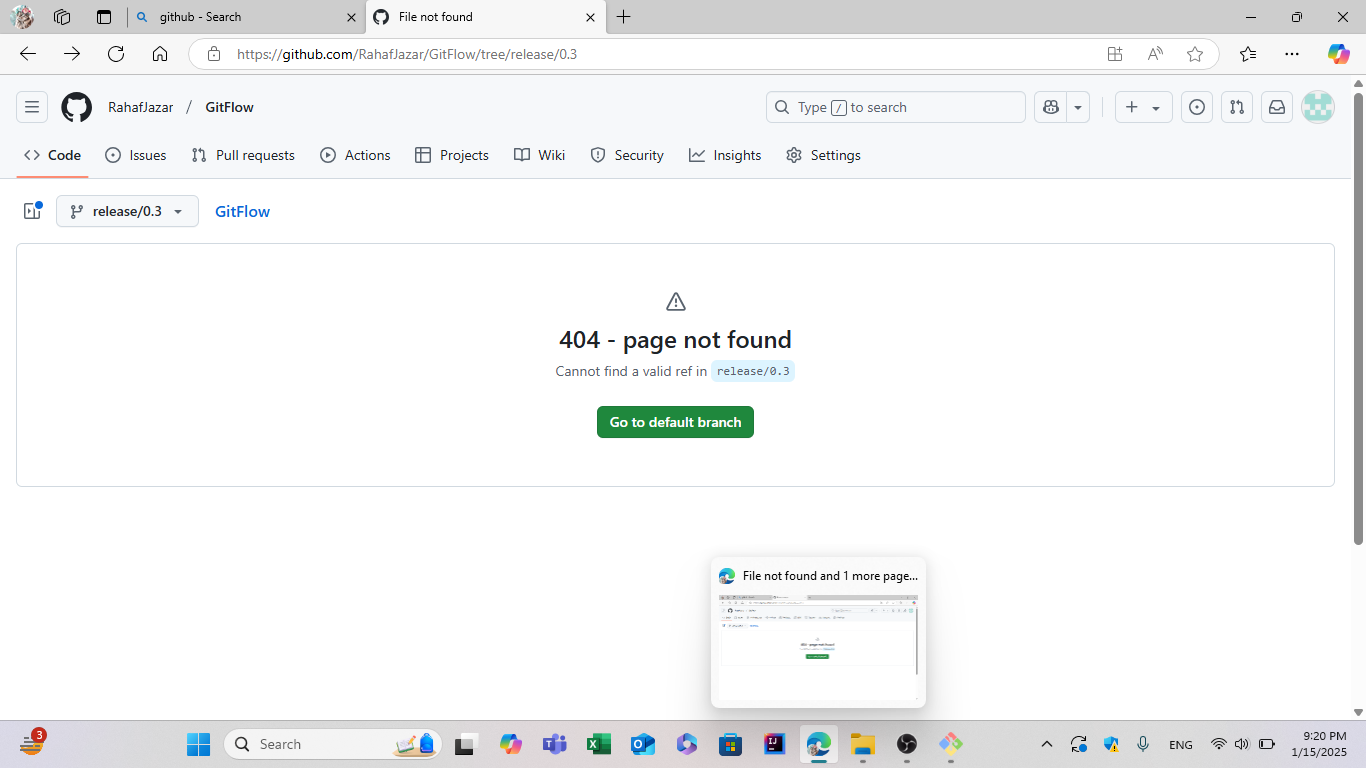 github - Search
File not found
https://github.com/RahafJazar/GitFlow/tree/release/0.3
RahafJazar / GitFlow
Type / to search
Code Issues Pull requests Actions Projects Wiki Security Insights Settings
release/0.3 GitFlow
404 - page not found
Cannot find a valid ref in release/0.3
Go to default branch
File not found and 1 more page...
3
Search
ENG
9:20 PM
1/15/2025